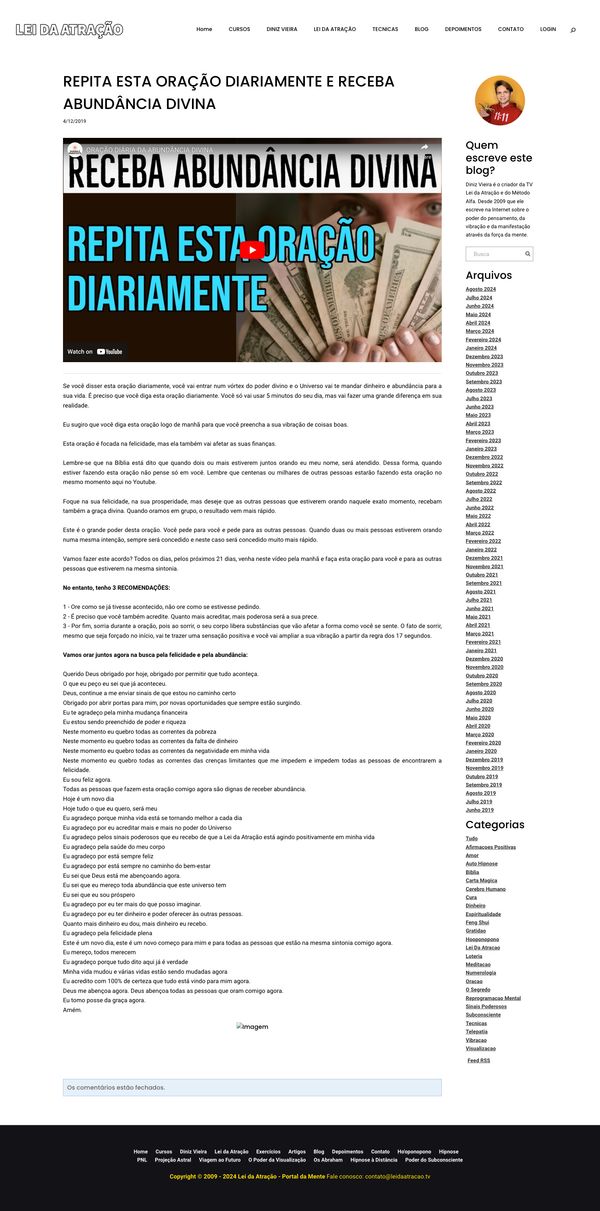 LEI DA ATRAÇÃO
Home CURSOS DINIZ VIEIRA LEI DA ATRAÇÃO TECNICAS BLOG DEPOIMENTOS CONTATO LOGIN
REPITA ESTA ORAÇÃO DIARIAMENTE E RECEBA
ABUNDÂNCIA DIVINA
4/12/2019
ORAÇÃO DIÁRIA DA ABUNDÂNCIA DIVINA
RECEBA ABUNDÂNCIA DIVINA
REPITA ESTA ORAÇÃO
DIARIAMENTE
Watch on YouTube
Se você disser esta oração diariamente, você vai entrar num vórtex do poder divino e o Universo vai te mandar dinheiro e abundância para a
sua vida. É preciso que você diga esta oração diariamente. Você só vai usar 5 minutos do seu dia, mas vai fazer uma grande diferença em sua
realidade.
Eu sugiro que você diga esta oração logo de manhã para que você preencha a sua vibração de coisas boas.
Esta oração é focada na felicidade, mas ela também vai afetar as suas finanças.
Lembre-se que na Bíblia está dito que quando dois ou mais estiverem juntos orando eu meu nome, será atendido. Dessa forma, quando
estiver fazendo esta oração não pense só em você. Lembre que centenas ou milhares de outras pessoas estarão fazendo esta oração no
mesmo momento aqui no Youtube.
Foque na sua felicidade, na sua prosperidade, mas deseje que as outras pessoas que estiverem orando naquele exato momento, recebam
também a graça divina. Quando oramos em grupo, o resultado vem mais rápido.
Este é o grande poder desta oração. Você pede para você e pede para as outras pessoas. Quando duas ou mais pessoas estiverem orando
numa mesma intenção, sempre será concedido e neste caso será concedido muito mais rápido.
Vamos fazer este acordo? Todos os dias, pelos próximos 21 dias, venha neste vídeo pela manhã e faça esta oração para você e para as outras
pessoas que estiverem na mesma sintonia.
No entanto, tenho 3 RECOMENDAÇÕES:
1 - Ore como se já tivesse acontecido, não ore como se estivesse pedindo.
2 - É preciso que você também acredite. Quanto mais acreditar, mais poderosa será a sua prece.
3 - Por fim, sorria durante a oração, pois ao sorrir, o seu corpo libera substâncias que vão afetar a forma como você se sente. O fato de sorrir,
mesmo que seja forçado no início, vai te trazer uma sensação positiva e você vai ampliar a sua vibração a partir da regra dos 17 segundos.
Vamos orar juntos agora na busca pela felicidade e pela abundância:
Querido Deus obrigado por hoje, obrigado por permitir que tudo aconteça.
O que eu peço eu sei que já aconteceu.
Deus, continue a me enviar sinais de que estou no caminho certo
Obrigado por abrir portas para mim, por novas oportunidades que sempre estão surgindo.
Eu te agradeço pela minha mudança financeira
Eu estou sendo preenchido de poder e riqueza
Neste momento eu quebro todas as correntes da pobreza
Neste momento eu quebro todas as correntes da falta de dinheiro
Neste momento eu quebro todas as correntes da negatividade em minha vida
Neste momento eu quebro todas as correntes das crenças limitantes que me impedem e impedem todas as pessoas de encontrarem a
felicidade.
Eu sou feliz agora.
Todas as pessoas que fazem esta oração comigo agora são dignas de receber abundância.
Hoje é um novo dia
Hoje tudo o que eu quero, será meu
Eu agradeço porque minha vida está se tornando melhor a cada dia
Eu agradeço por eu acreditar mais e mais no poder do Universo
Eu agradeço pelos sinais poderosos que eu recebo de que a Lei da Atração está agindo positivamente em minha vida
Eu agradeço pela saúde do meu corpo
Eu agradeço por está sempre feliz
Eu agradeço por está sempre no caminho do bem-estar
Eu sei que Deus está me abençoando agora.
Eu sei que eu mereço toda abundância que este universo tem
Eu sei que eu sou próspero
Eu agradeço por eu ter mais do que posso imaginar.
Eu agradeço por eu ter dinheiro e poder oferecer às outras pessoas.
Quanto mais dinheiro eu dou, mais dinheiro eu recebo.
Eu agradeço pela felicidade plena
Este é um novo dia, este é um novo começo para mim e para todas as pessoas que estão na mesma sintonia comigo agora.
Eu mereço, todos merecem
Eu agradeço porque tudo dito aqui já é verdade
Minha vida mudou e várias vidas estão sendo mudadas agora
Eu acredito com 100% de certeza que tudo está vindo para mim agora.
Deus me abençoa agora. Deus abençoa todas as pessoas que oram comigo agora.
Eu tomo posse da graça agora.
Amém.
Imagem
Os comentários estão fechados.
11:11
Quem
escreve este
blog?
Diniz Vieira é o criador da TV
Lei da Atração e do Método
Alfa. Desde 2009 que ele
escreve na Internet sobre o
poder do pensamento, da
vibração e da manifestação
através da força da mente.
Busca
Arquivos
Agosto 2024
Julho 2024
Junho 2024
Maio 2024
Abril 2024
Março 2024
Fevereiro 2024
Janeiro 2024
Dezembro 2023
Novembro 2023
Outubro 2023
Setembro 2023
Agosto 2023
Julho 2023
Junho 2023
Maio 2023
Abril 2023
Março 2023
Fevereiro 2023
Janeiro 2023
Dezembro 2022
Novembro 2022
Outubro 2022
Setembro 2022
Agosto 2022
Julho 2022
Junho 2022
Maio 2022
Abril 2022
Março 2022
Fevereiro 2022
Janeiro 2022
Dezembro 2021
Novembro 2021
Outubro 2021
Setembro 2021
Agosto 2021
Julho 2021
Junho 2021
Maio 2021
Abril 2021
Março 2021
Fevereiro 2021
Janeiro 2021
Dezembro 2020
Novembro 2020
Outubro 2020
Setembro 2020
Agosto 2020
Julho 2020
Junho 2020
Maio 2020
Abril 2020
Março 2020
Fevereiro 2020
Janeiro 2020
Dezembro 2019
Novembro 2019
Outubro 2019
Setembro 2019
Agosto 2019
Julho 2019
Junho 2019
Categorias
Tudo
Afirmacoes Positivas
Amor
Auto Hipnose
Biblia
Carta Magica
Cerebro Humano
Cura
Dinheiro
Espiritualidade
Feng Shui
Gratidao
Hooponopono
Lei Da Atracao
Loteria
Meditacao
Numerologia
Oracao
O Segredo
Reprogramacao Mental
Sinais Poderosos
Subconsciente
Tecnicas
Telepatia
Vibracao
Visualizacao
Feed RSS
Home Cursos Diniz Vieira Lei da Atração Exercícios Artigos Blog Depoimentos Contato Ho'oponopono Hipnose
PNL Projeção Astral Viagem ao Futuro O Poder da Visualização Os Abraham Hipnose à Distância Poder do Subconsciente
Copyright © 2009 - 2024 Lei da Atração - Portal da Mente Fale conosco: contato@leidaatracao.tv